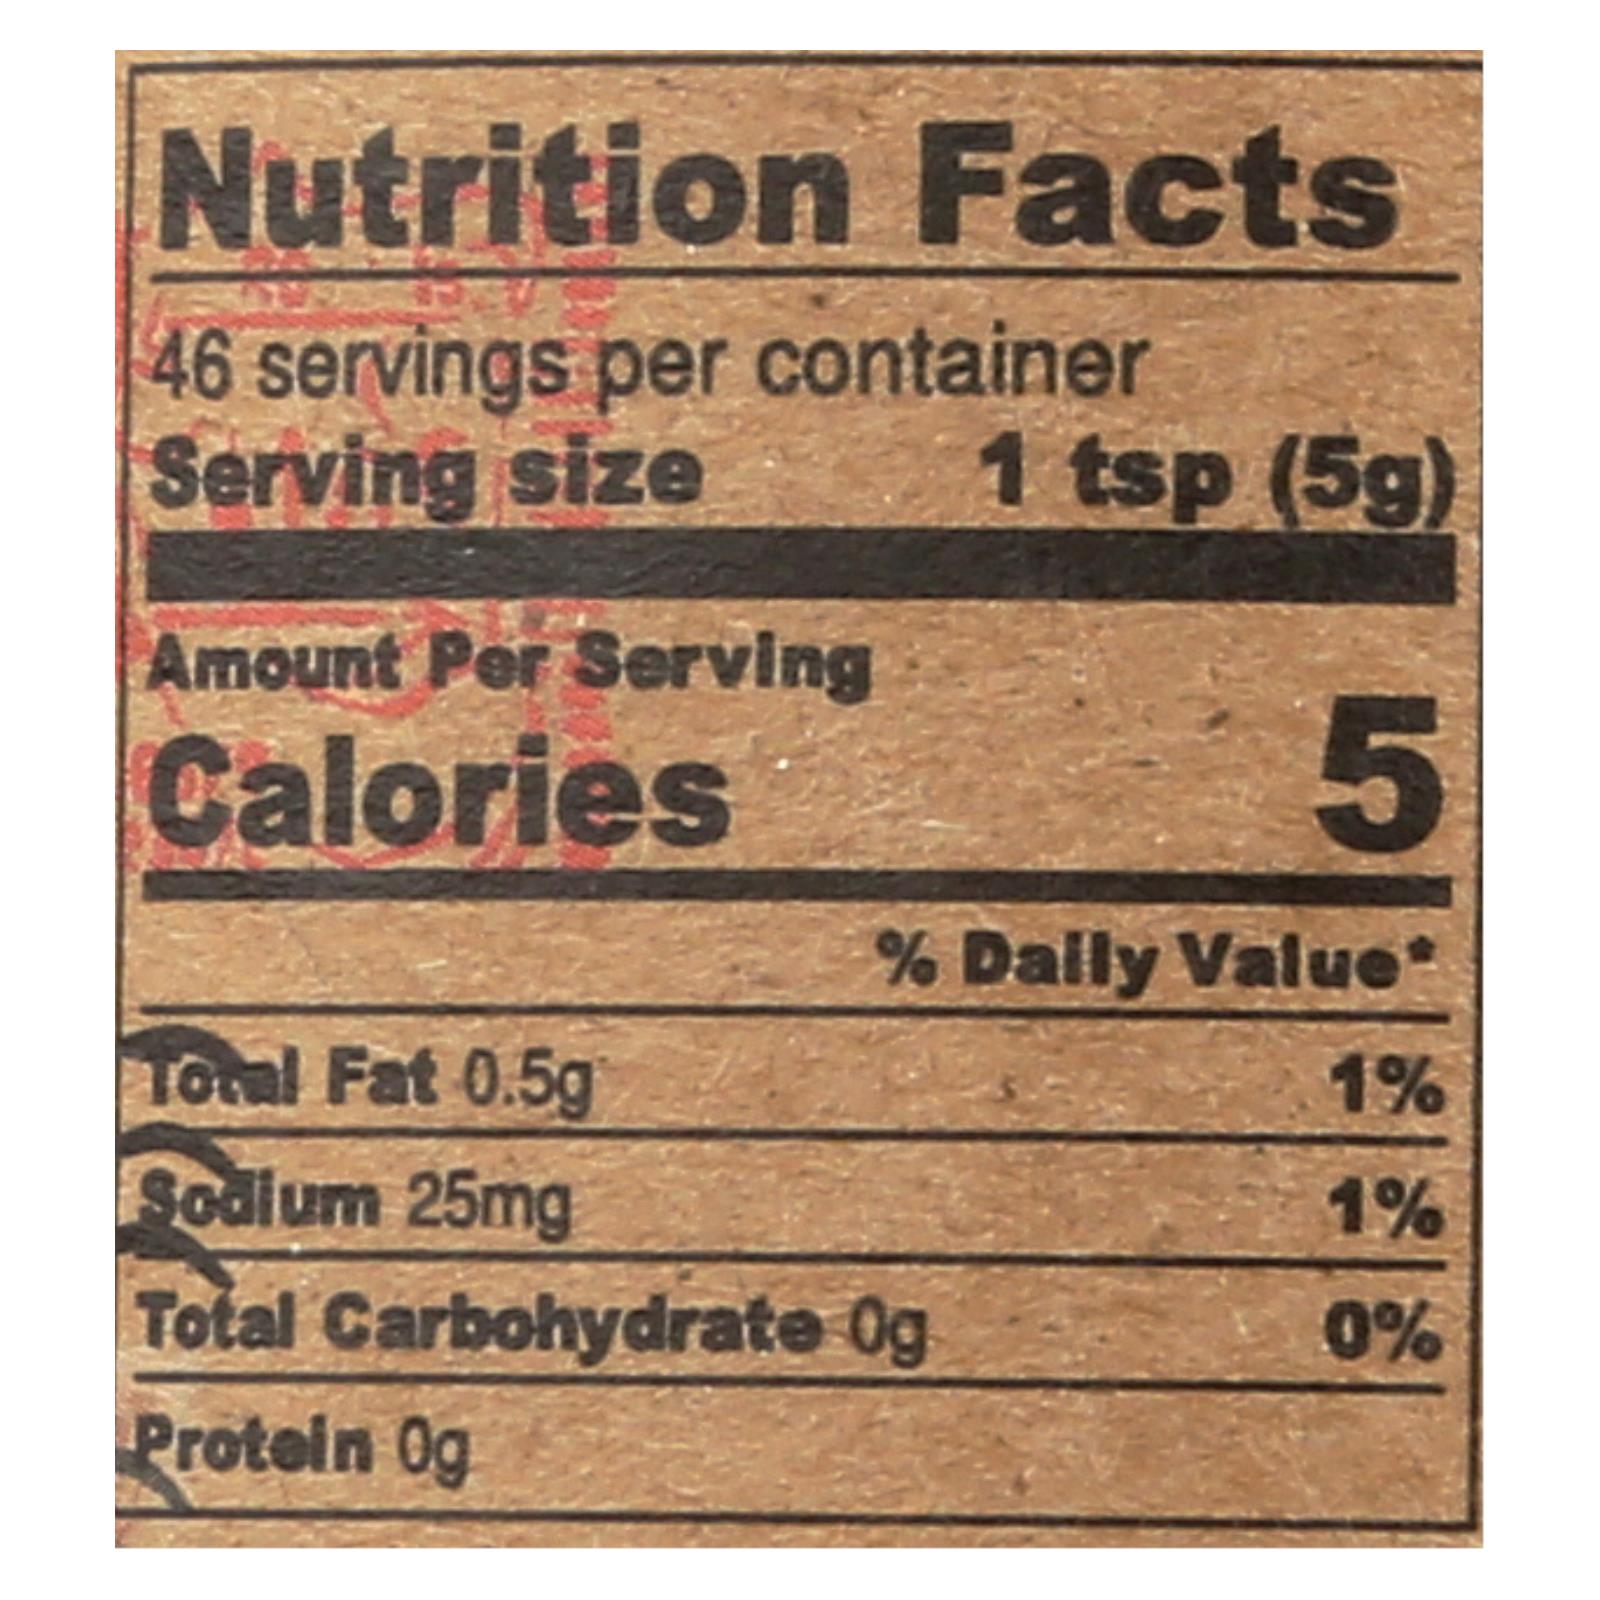 Nutrition Facts
46 servings per container
Serving size 1 tsp (5g)
Amount Per Serving
Calories 5
% Daily Value*
Total Fat 0.5g 1%
Sodium 25mg 1%
Total Carbohydrate 0g 0%
Protein 0g